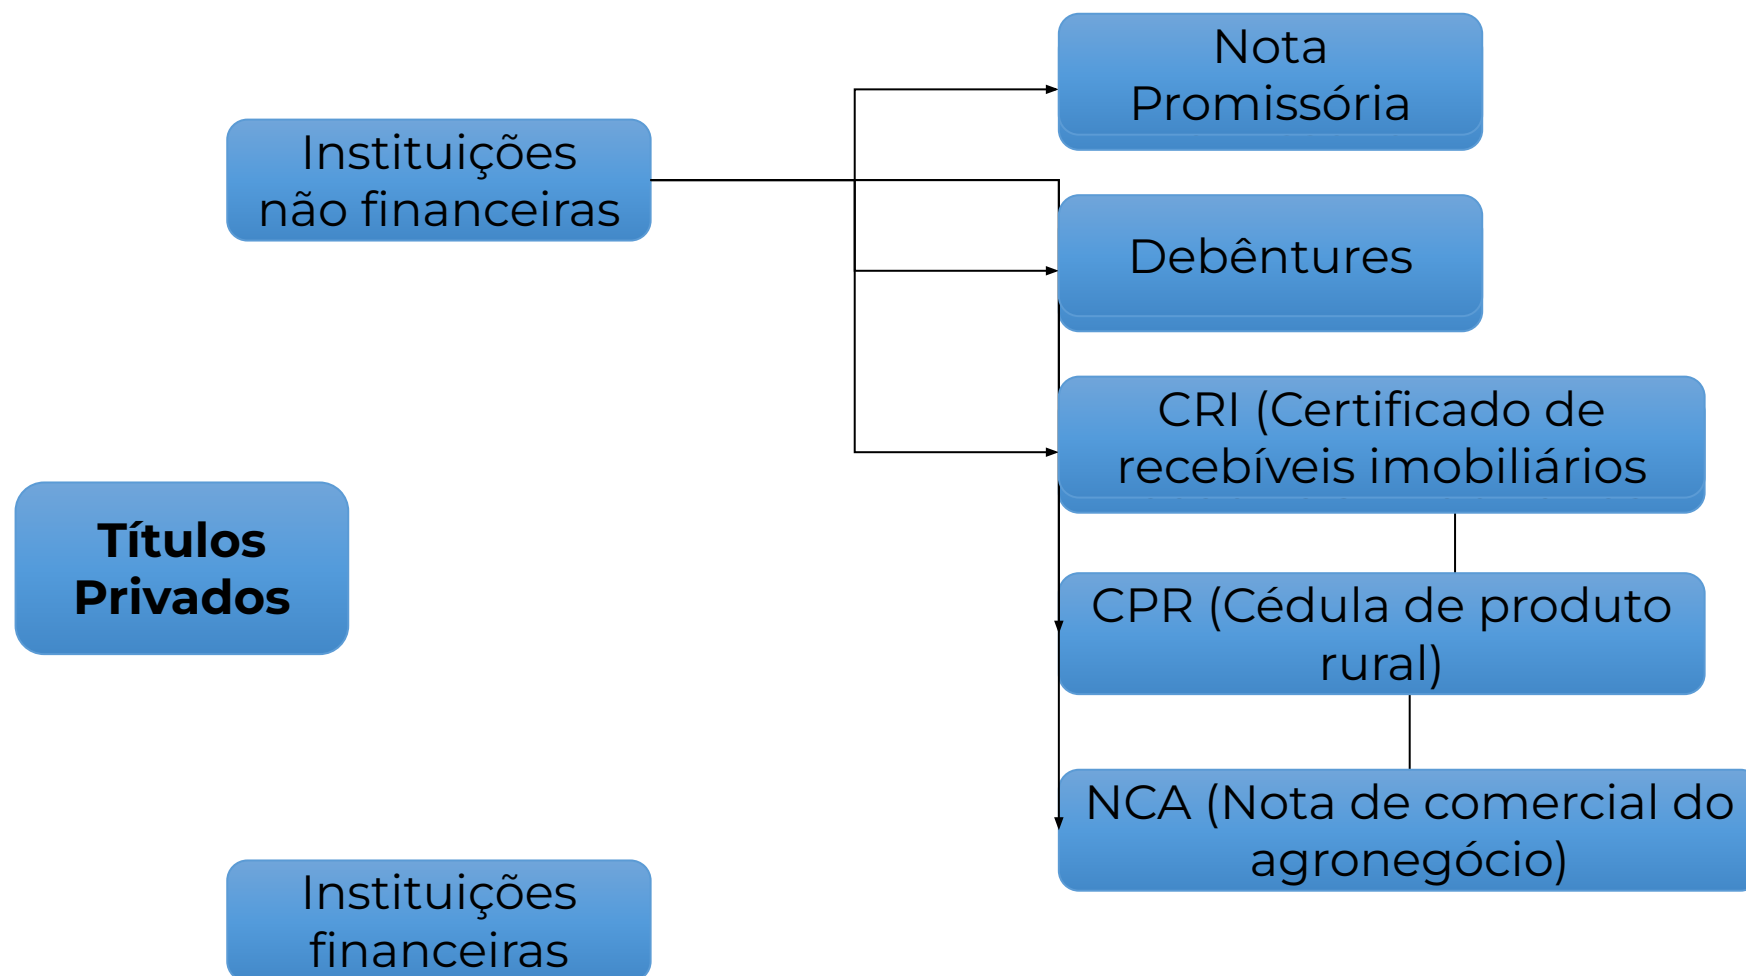 Nota
Promissória
Instituições
não financeiras
Debêntures
CRI (Certificado de
recebíveis imobiliários
Títulos
Privados
CPR (Cédula de produto
rural)
NCA (Nota de comercial do
agronegócio)
Instituições
financeiras